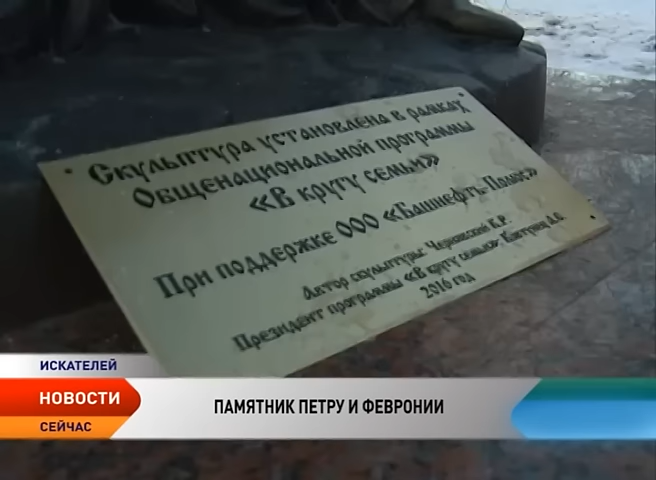 Скульптура установлена в рамках
Общенациональной программы
«В кругу семьи»
При поддержке ООО «Башнефть-Полюс»
Автор скульптуры: Чернявский К.Р.
Президент программы «В кругу семьи»
2016 год
ИСКАТЕЛЕЙ
НОВОСТИ
СЕЙЧАС
ПАМЯТНИК ПЕТРУ И ФЕВРОНИИ